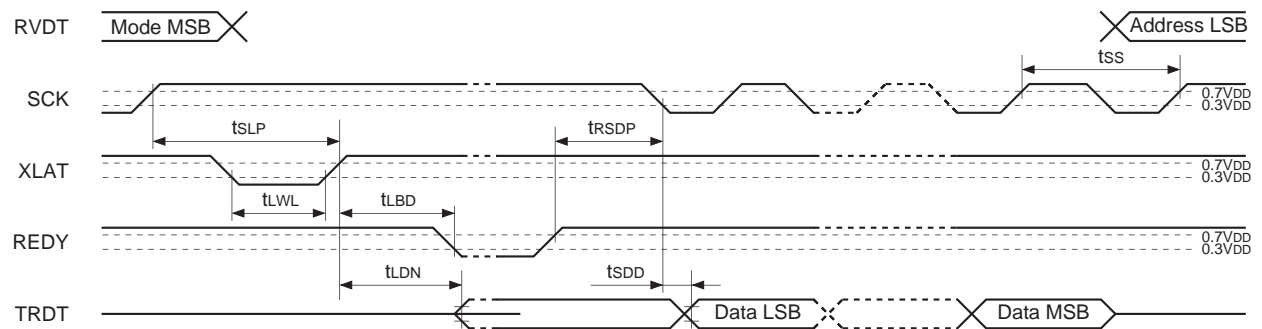 RVDT Mode MSB Address LSB
tSS
SCK 0.7VDD
0.3VDD
tSLP tRSDP
XLAT 0.7VDD
0.3VDD
tLWL tLBD
REDY 0.7VDD
0.3VDD
tLDN tSDD
TRDT Data LSB Data MSB